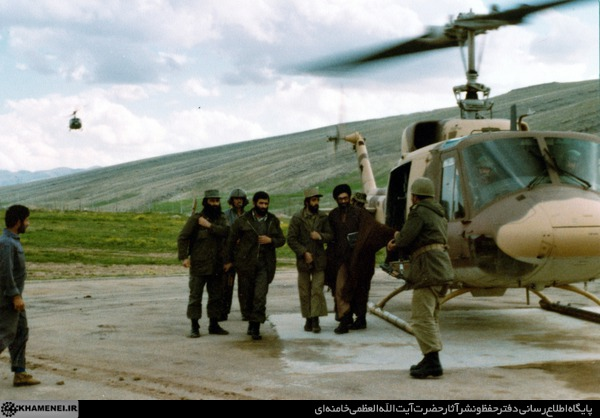 KHAMENEI.IR
پایگاه اطلاع رسانی دفتر حفظ و نشر آثار حضرت آیت الله العظمی خامنه‌ای